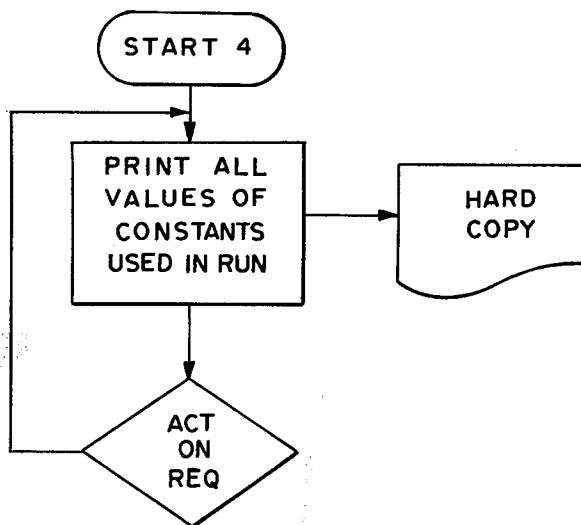 START 4
PRINT ALL
VALUES OF
CONSTANTS
USED IN RUN
HARD
COPY
ACT
ON
REQ